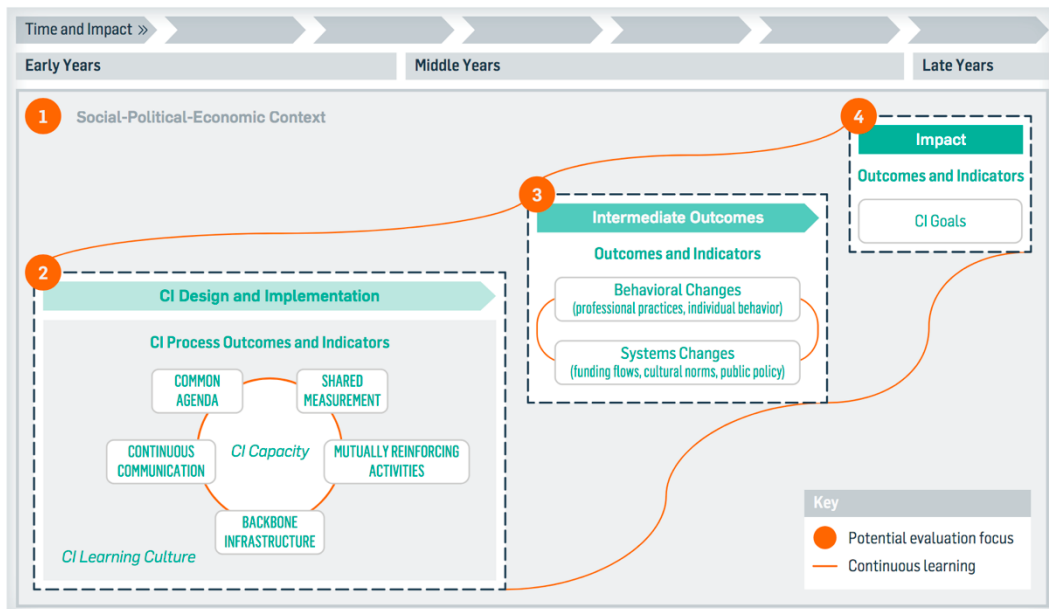 Time and Impact »
Early Years
Middle Years
Late Years
1
Social-Political-Economic Context
4
Impact
Outcomes and Indicators
CI Goals
3
Intermediate Outcomes
Outcomes and Indicators
Behavioral Changes
(professional practices, individual behavior)
Systems Changes
(funding flows, cultural norms, public policy)
2
CI Design and Implementation
CI Process Outcomes and Indicators
COMMON
AGENDA
SHARED
MEASUREMENT
CONTINUOUS
COMMUNICATION
CI Capacity
MUTUALLY REINFORCING
ACTIVITIES
BACKBONE
INFRASTRUCTURE
CI Learning Culture
Key
Potential evaluation focus
Continuous learning